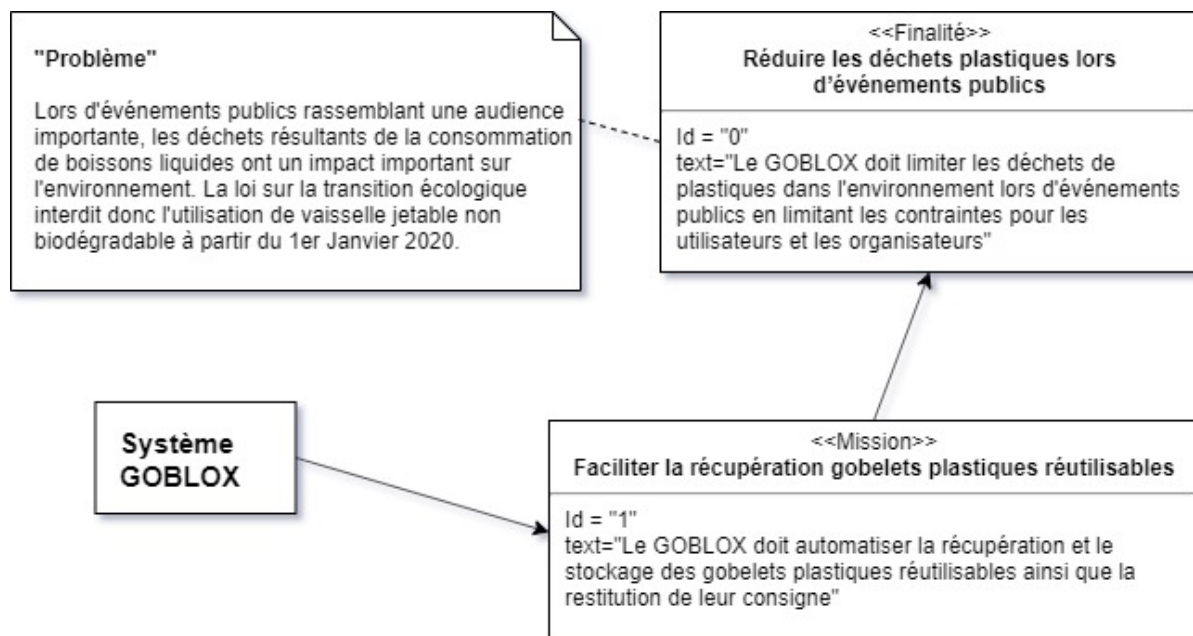 "Problème"
Lors d'événements publics rassemblant une audience
importante, les déchets résultants de la consommation
de boissons liquides ont un impact important sur
l'environnement. La loi sur la transition écologique
interdit donc l'utilisation de vaisselle jetable non
biodégradable à partir du 1er Janvier 2020.
<<Finalité>>
Réduire les déchets plastiques lors
d'événements publics
Id = "0"
text="Le GOBLOX doit limiter les déchets de
plastiques dans l'environnement lors d'événements
publics en limitant les contraintes pour les
utilisateurs et les organisateurs"
Système
GOBLOX
<<Mission>>
Faciliter la récupération gobelets plastiques réutilisables
Id = "1"
text="Le GOBLOX doit automatiser la récupération et le
stockage des gobelets plastiques réutilisables ainsi que la
restitution de leur consigne"